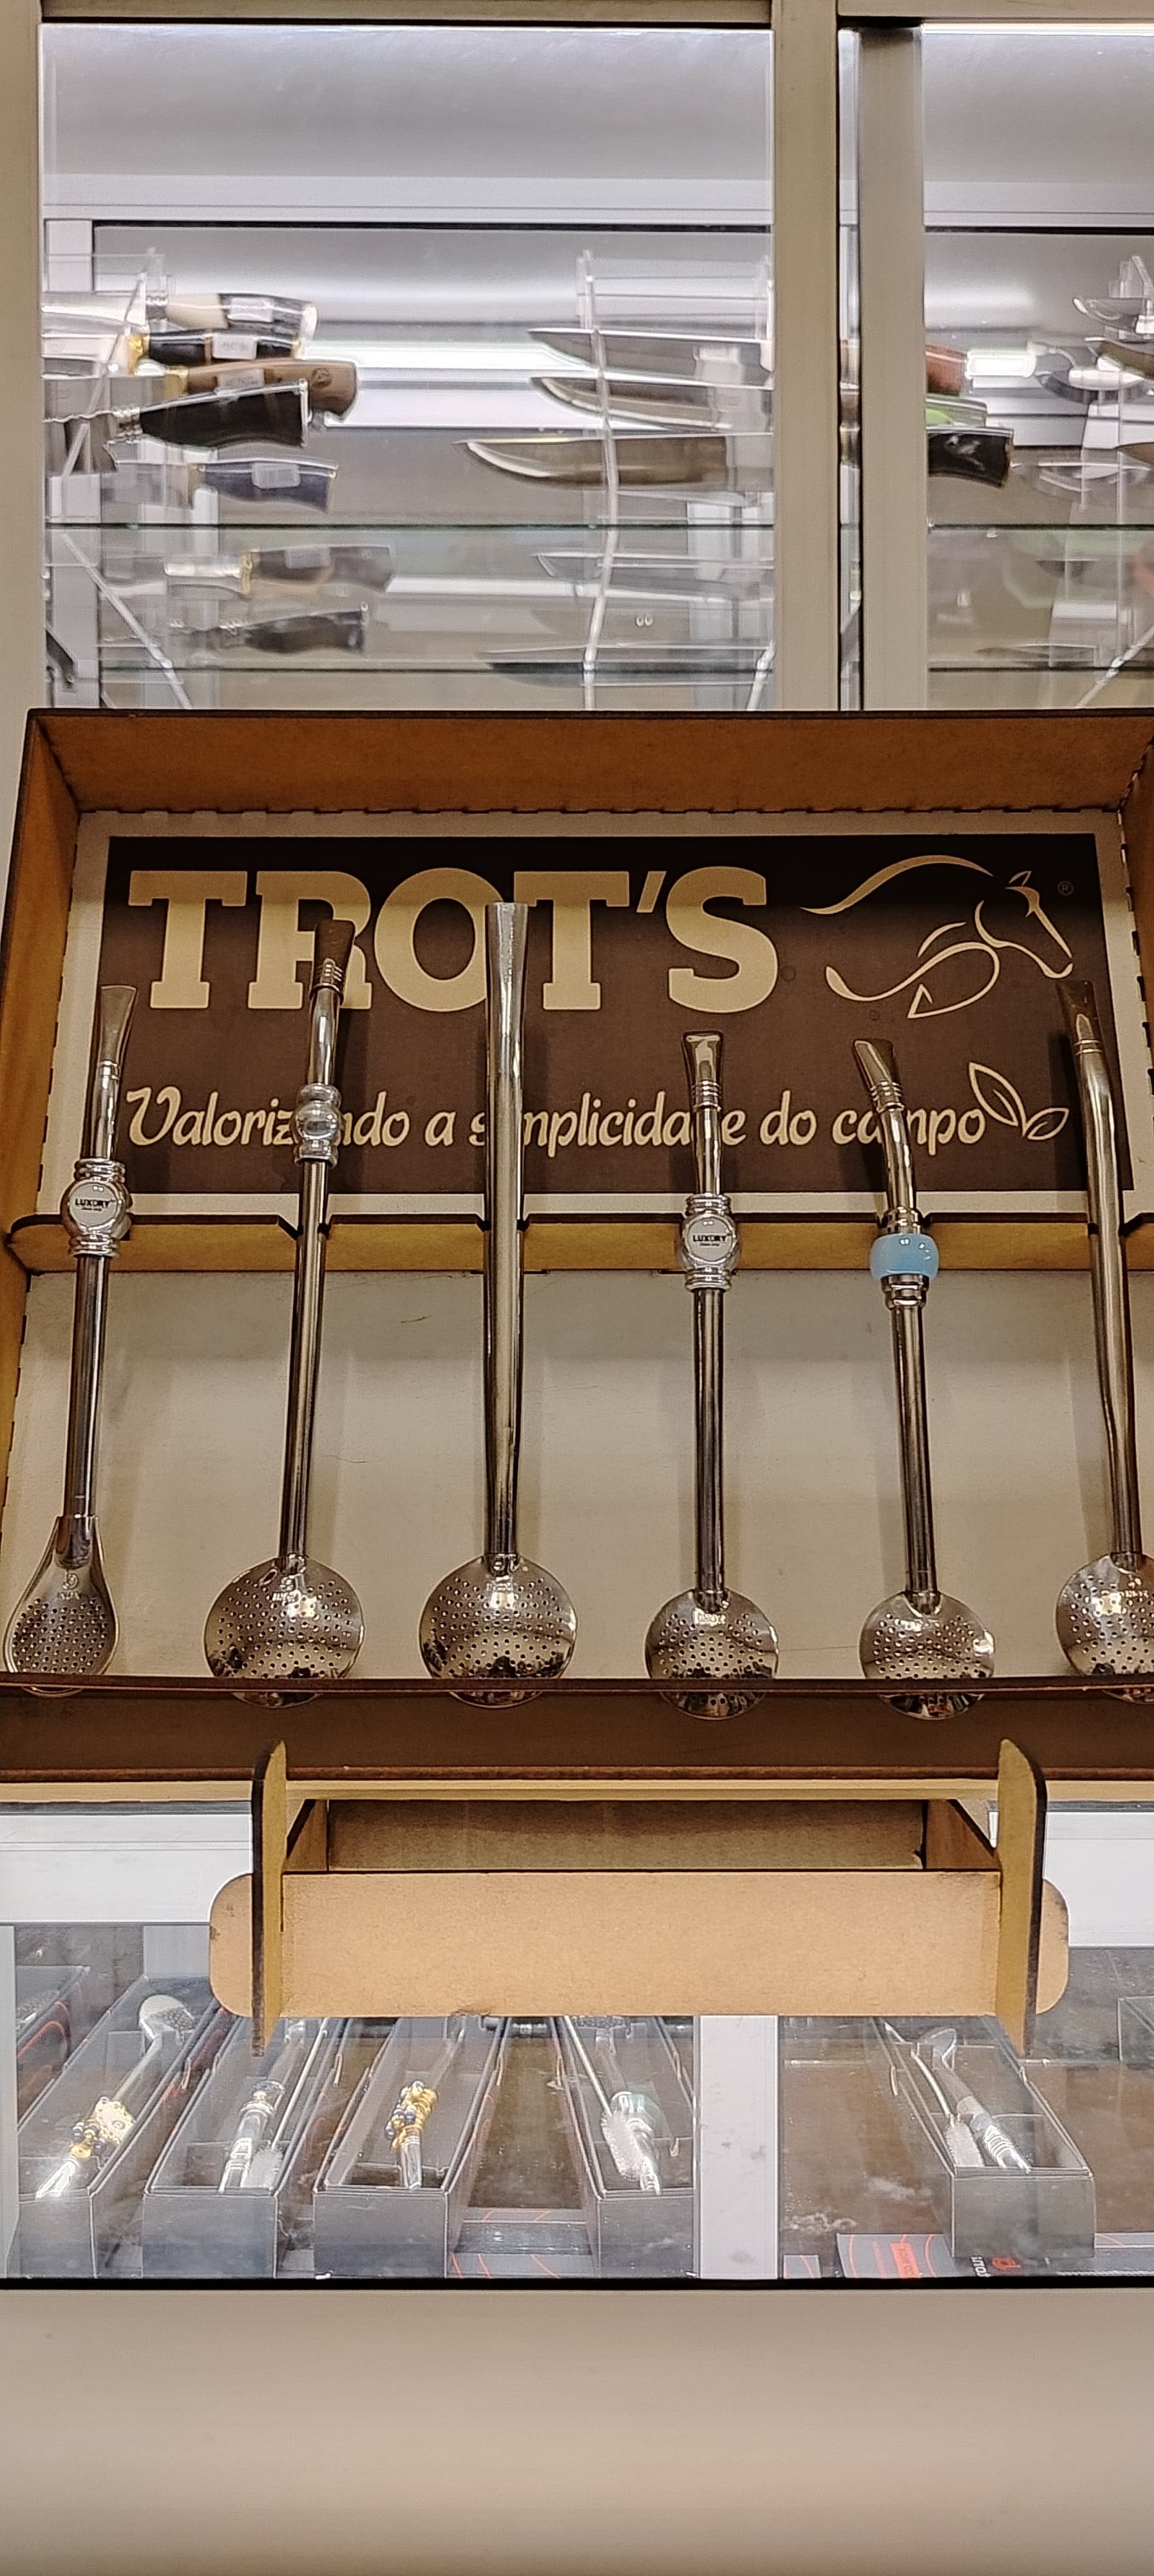 TROT'S
®
Valorizando a simplicidade do campo
LUXURY
LUXURY